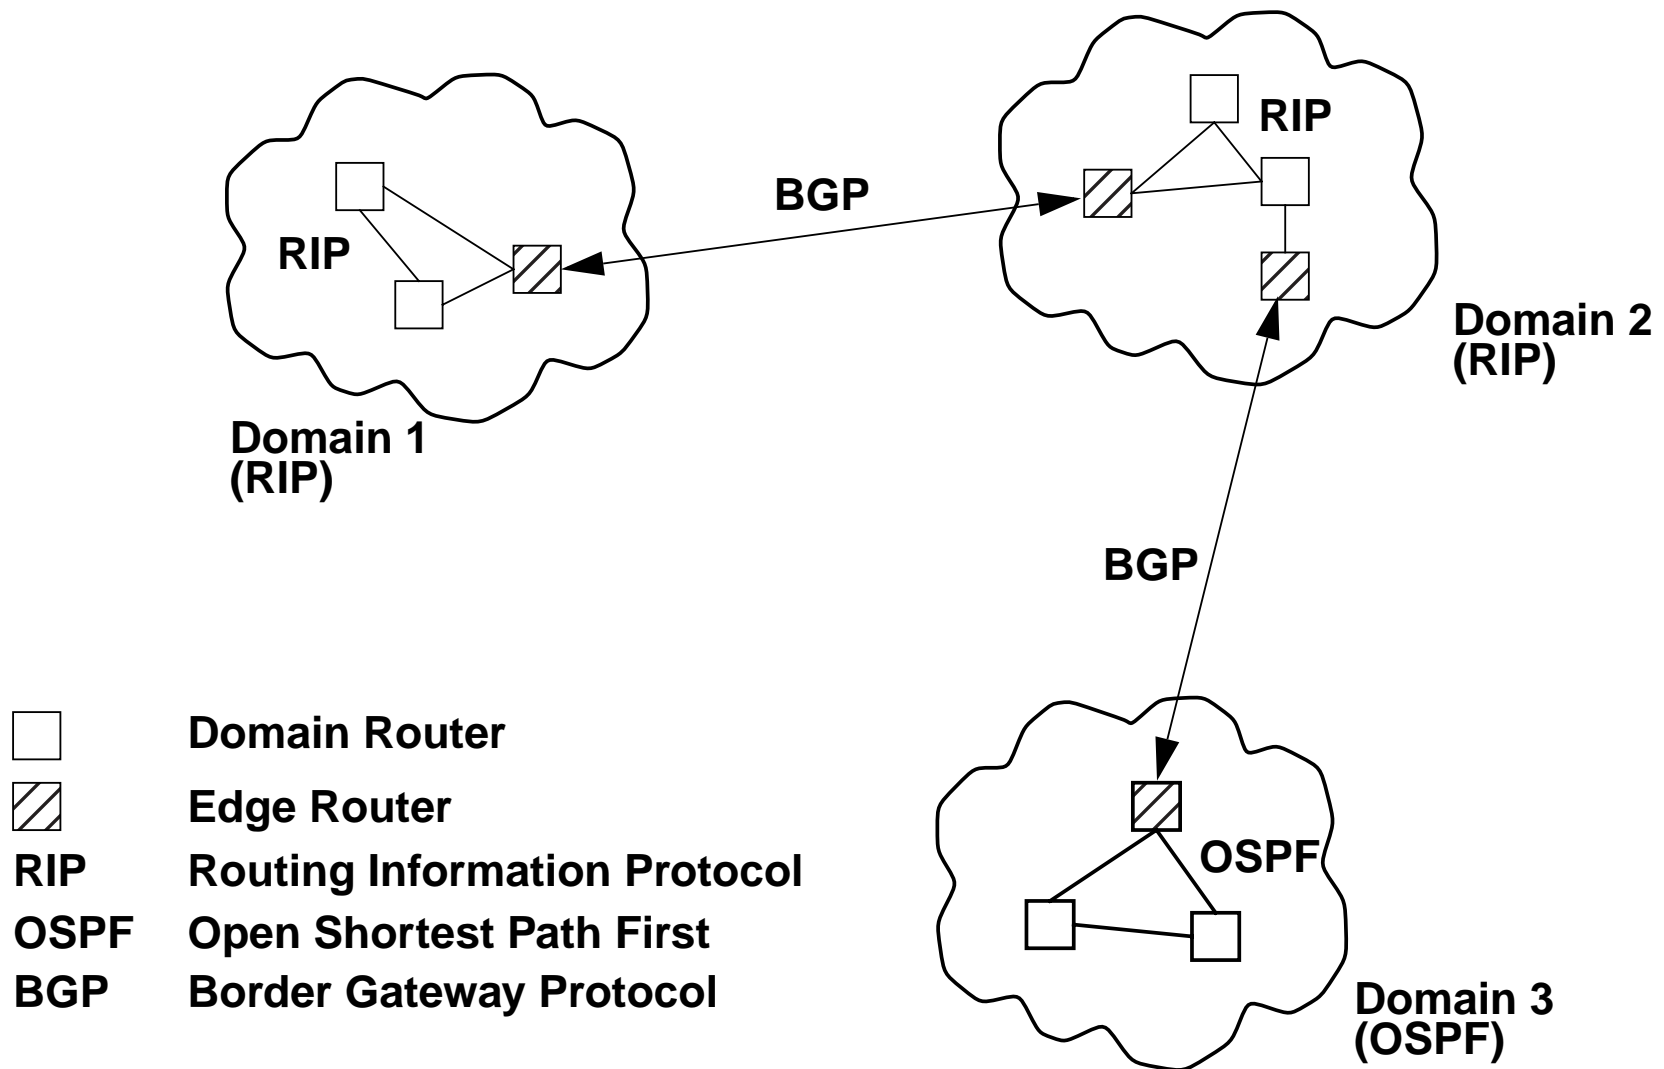 RIP
BGP
RIP
Domain 1
(RIP)
Domain 2
(RIP)
BGP
OSPF
Domain 3
(OSPF)
Domain Router
Edge Router
RIP Routing Information Protocol
OSPF Open Shortest Path First
BGP Border Gateway Protocol